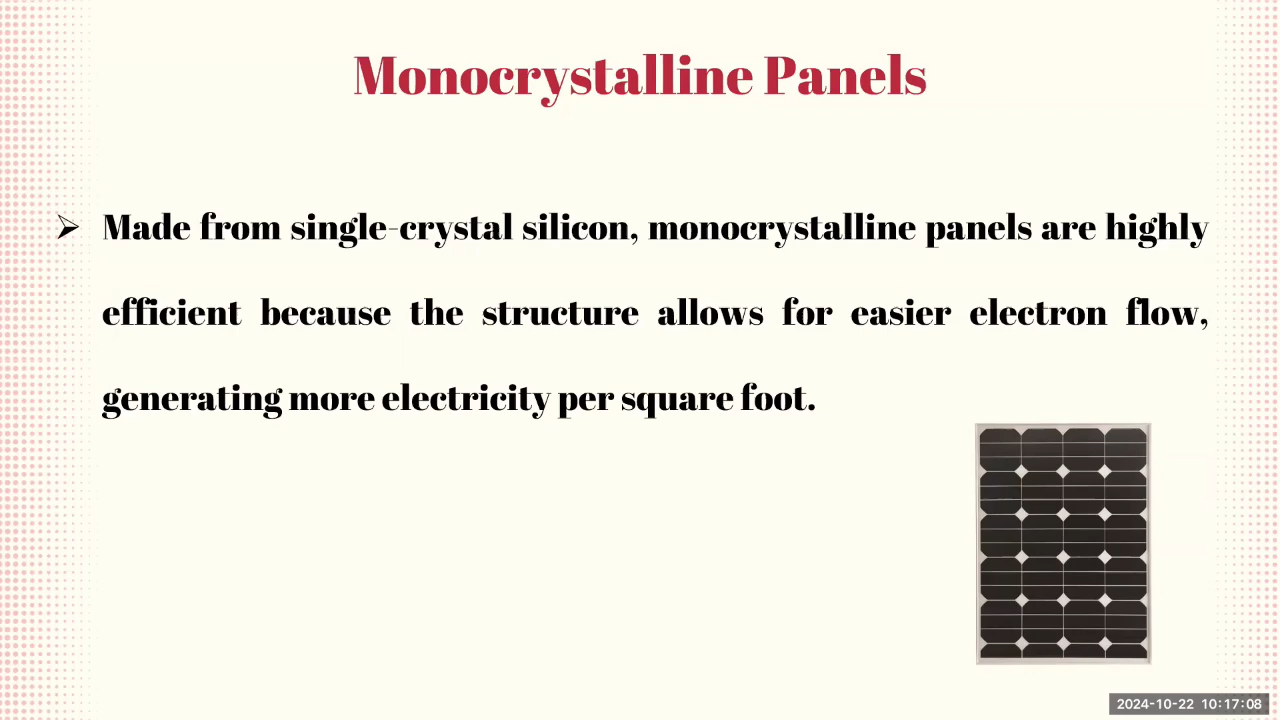 Monocrystalline Panels
➢ Made from single-crystal silicon, monocrystalline panels are highly
efficient because the structure allows for easier electron flow,
generating more electricity per square foot.
2024-10-22 10:17:08